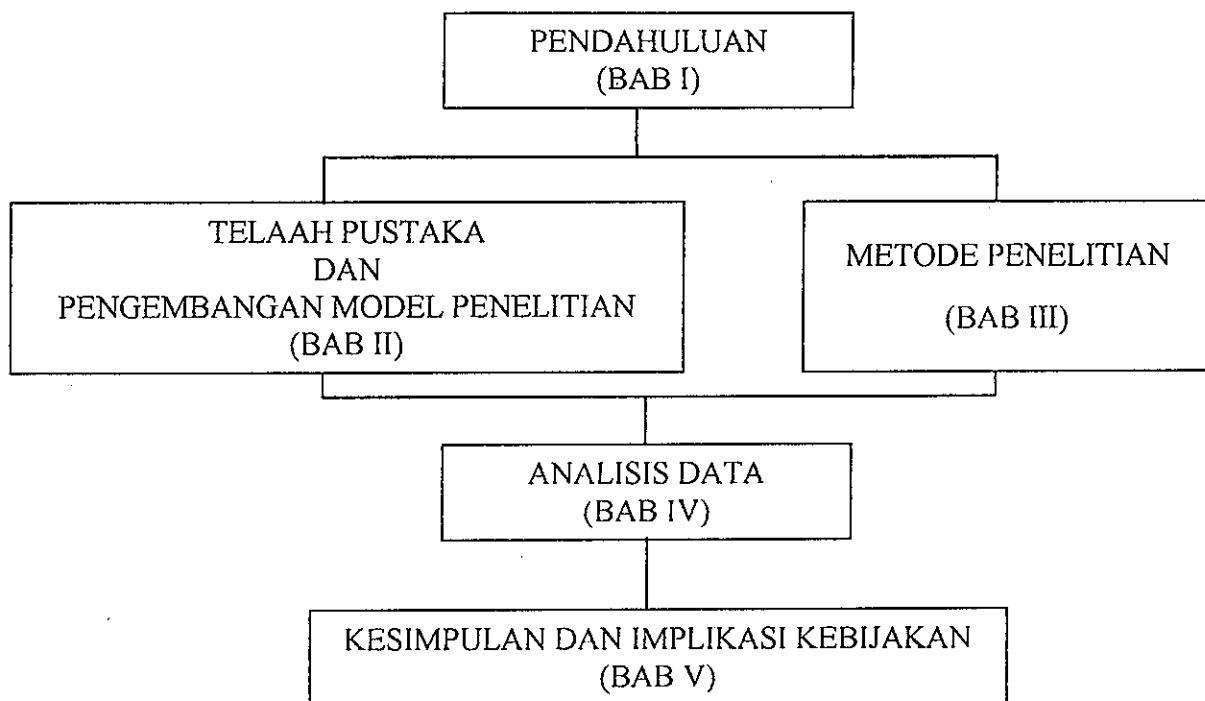 PENDAHULUAN
(BAB I)
TELAAH PUSTAKA
DAN
PENGEMBANGAN MODEL PENELITIAN
(BAB II)
METODE PENELITIAN
(BAB III)
ANALISIS DATA
(BAB IV)
KESIMPULAN DAN IMPLIKASI KEBIJAKAN
(BAB V)